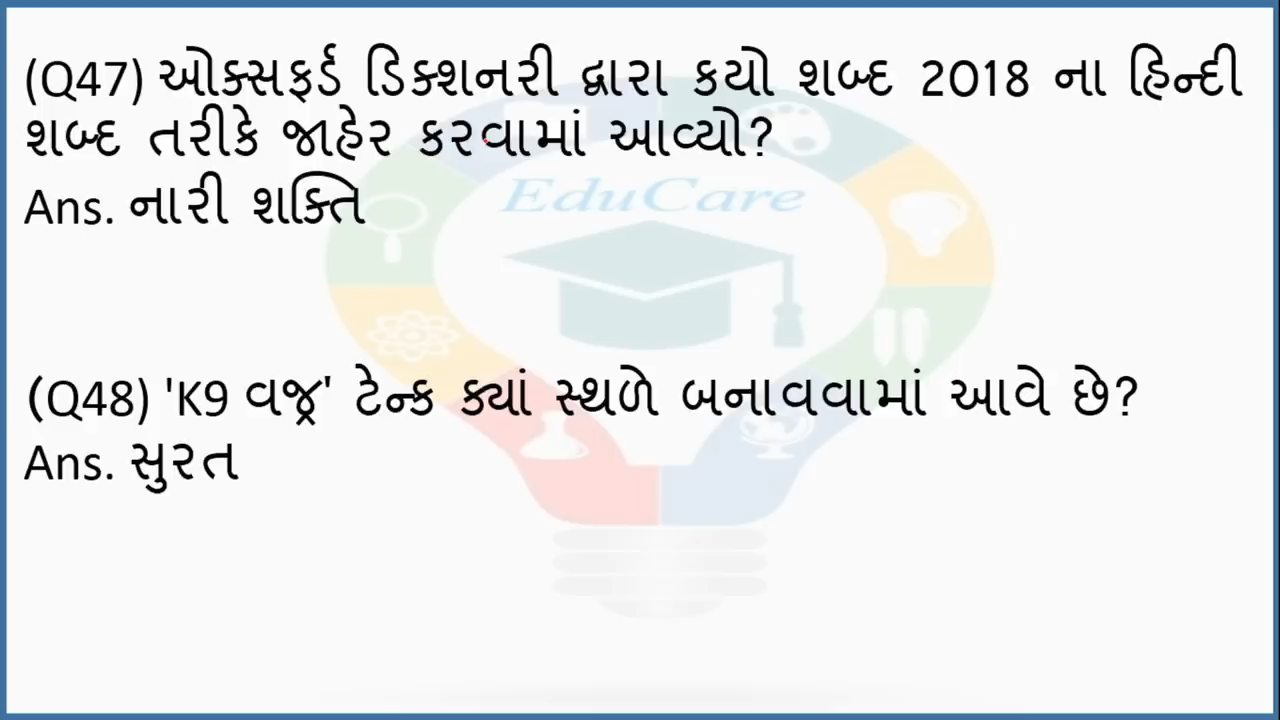 (Q47) ઓક્સફર્ડ ડિક્શનરી દ્વારા કયો શબ્દ 2018 ના હિન્દી
શબ્દ તરીકે જાહેર કરવામાં આવ્યો?
Ans. નારી શક્તિ
EduCare
(Q48) 'K9 વજ્ર' ટેન્ક ક્યાં સ્થળે બનાવવામાં આવે છે?
Ans. સુરત